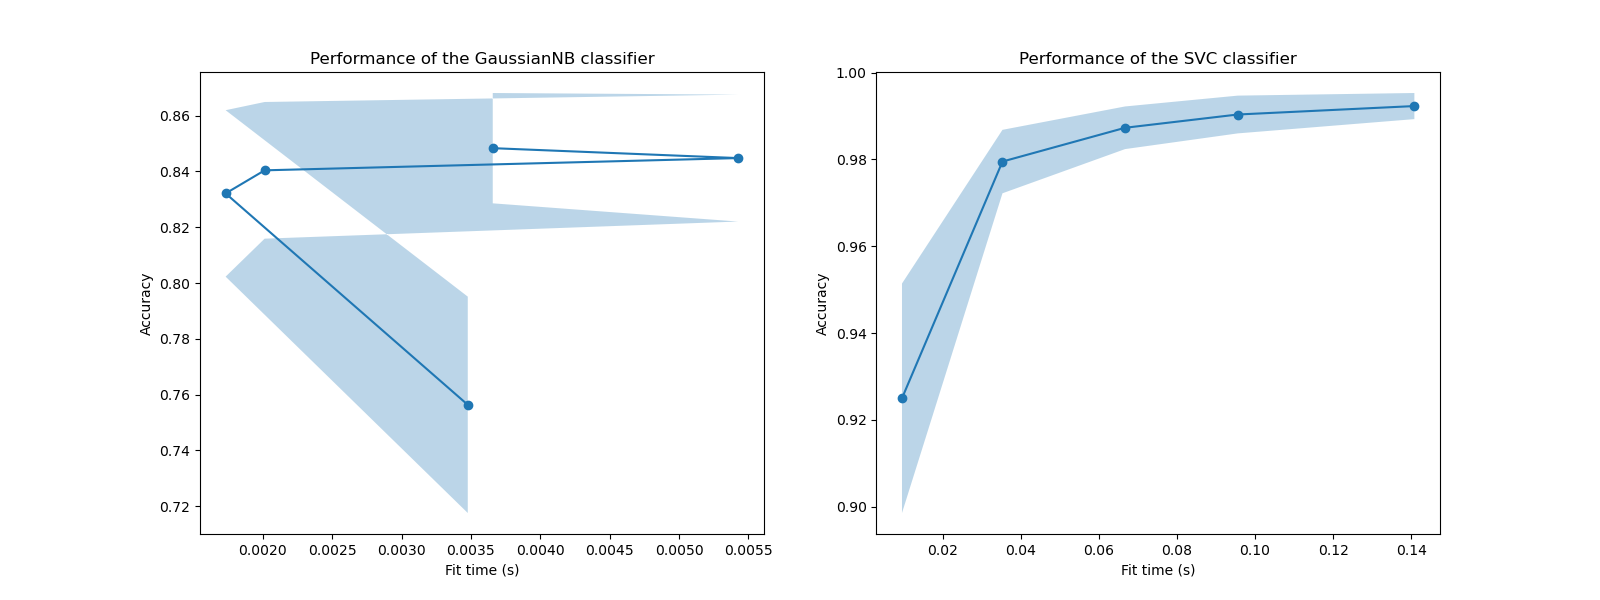 Performance of the GaussianNB classifier
Accuracy
0.86
0.84
0.82
0.80
0.78
0.76
0.74
0.72
0.0020 0.0025 0.0030 0.0035 0.0040 0.0045 0.0050 0.0055
Fit time (s)
Performance of the SVC classifier
Accuracy
1.00
0.98
0.96
0.94
0.92
0.90
0.02 0.04 0.06 0.08 0.10 0.12 0.14
Fit time (s)